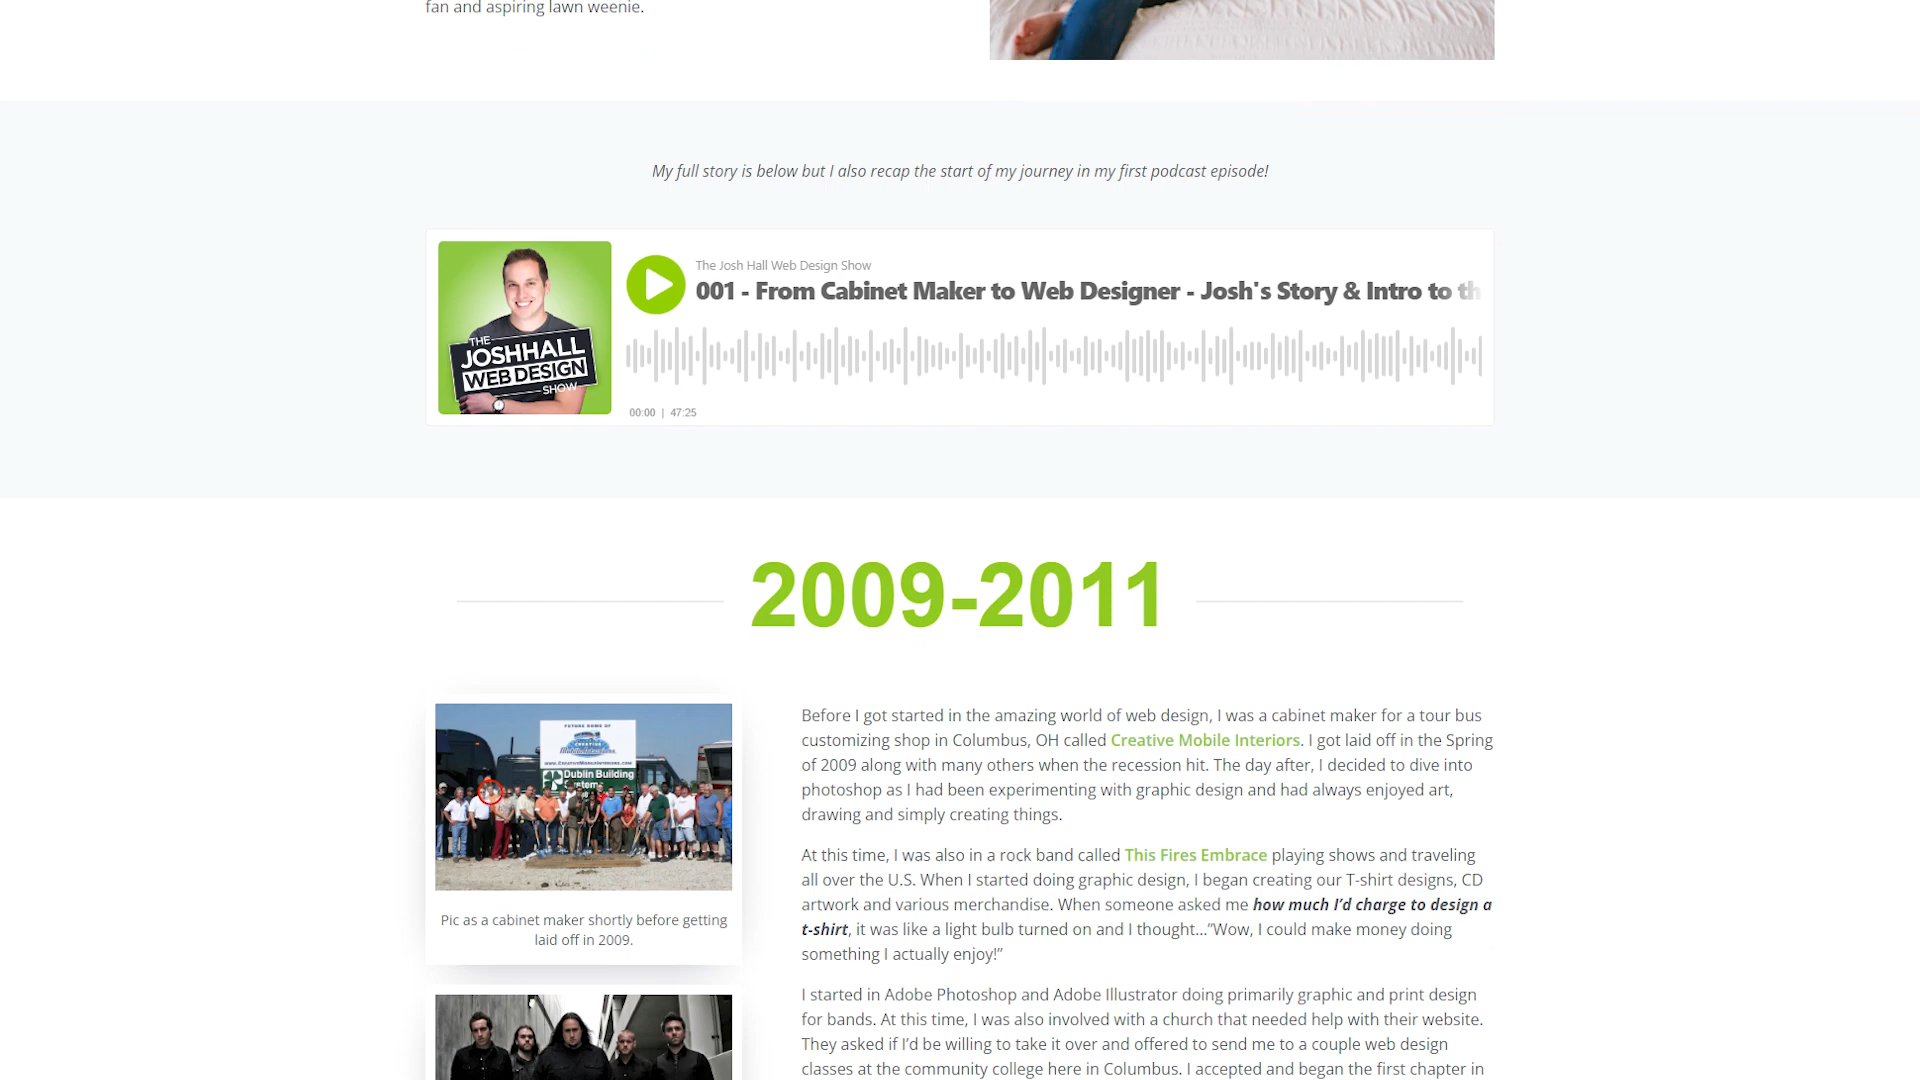 fan and aspiring lawn weenie.
My full story is below but I also recap the start of my journey in my first podcast episode!
THE
JOSHHALL
WEB DESIGN
SHOW
The Josh Hall Web Design Show
001 - From Cabinet Maker to Web Designer - Josh's Story & Intro to th
00:00 | 47:25
2009-2011
FUTURE HOME OF
CREATIVE
www.CreativeMobileInteriors.com
Dublin Building
Systems
Pic as a cabinet maker shortly before getting
laid off in 2009.
Before I got started in the amazing world of web design, I was a cabinet maker for a tour bus
customizing shop in Columbus, OH called Creative Mobile Interiors. I got laid off in the Spring
of 2009 along with many others when the recession hit. The day after, I decided to dive into
photoshop as I had been experimenting with graphic design and had always enjoyed art,
drawing and simply creating things.
At this time, I was also in a rock band called This Fires Embrace playing shows and traveling
all over the U.S. When I started doing graphic design, I began creating our T-shirt designs, CD
artwork and various merchandise. When someone asked me how much I’d charge to design a
t-shirt, it was like a light bulb turned on and I thought…”Wow, I could make money doing
something I actually enjoy!”
I started in Adobe Photoshop and Adobe Illustrator doing primarily graphic and print design
for bands. At this time, I was also involved with a church that needed help with their website.
They asked if I’d be willing to take it over and offered to send me to a couple web design
classes at the community college here in Columbus. I accepted and began the first chapter in